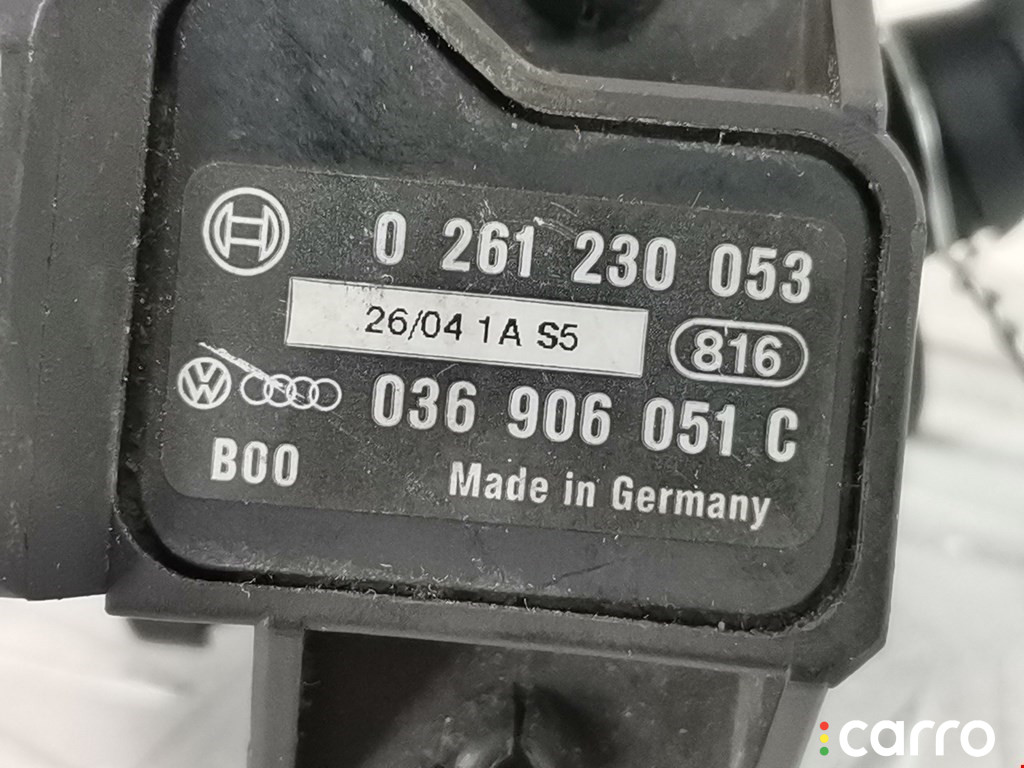 0 261 230 053
26/04 1A S5
816
036 906 051 C
B00
Made in Germany
carro